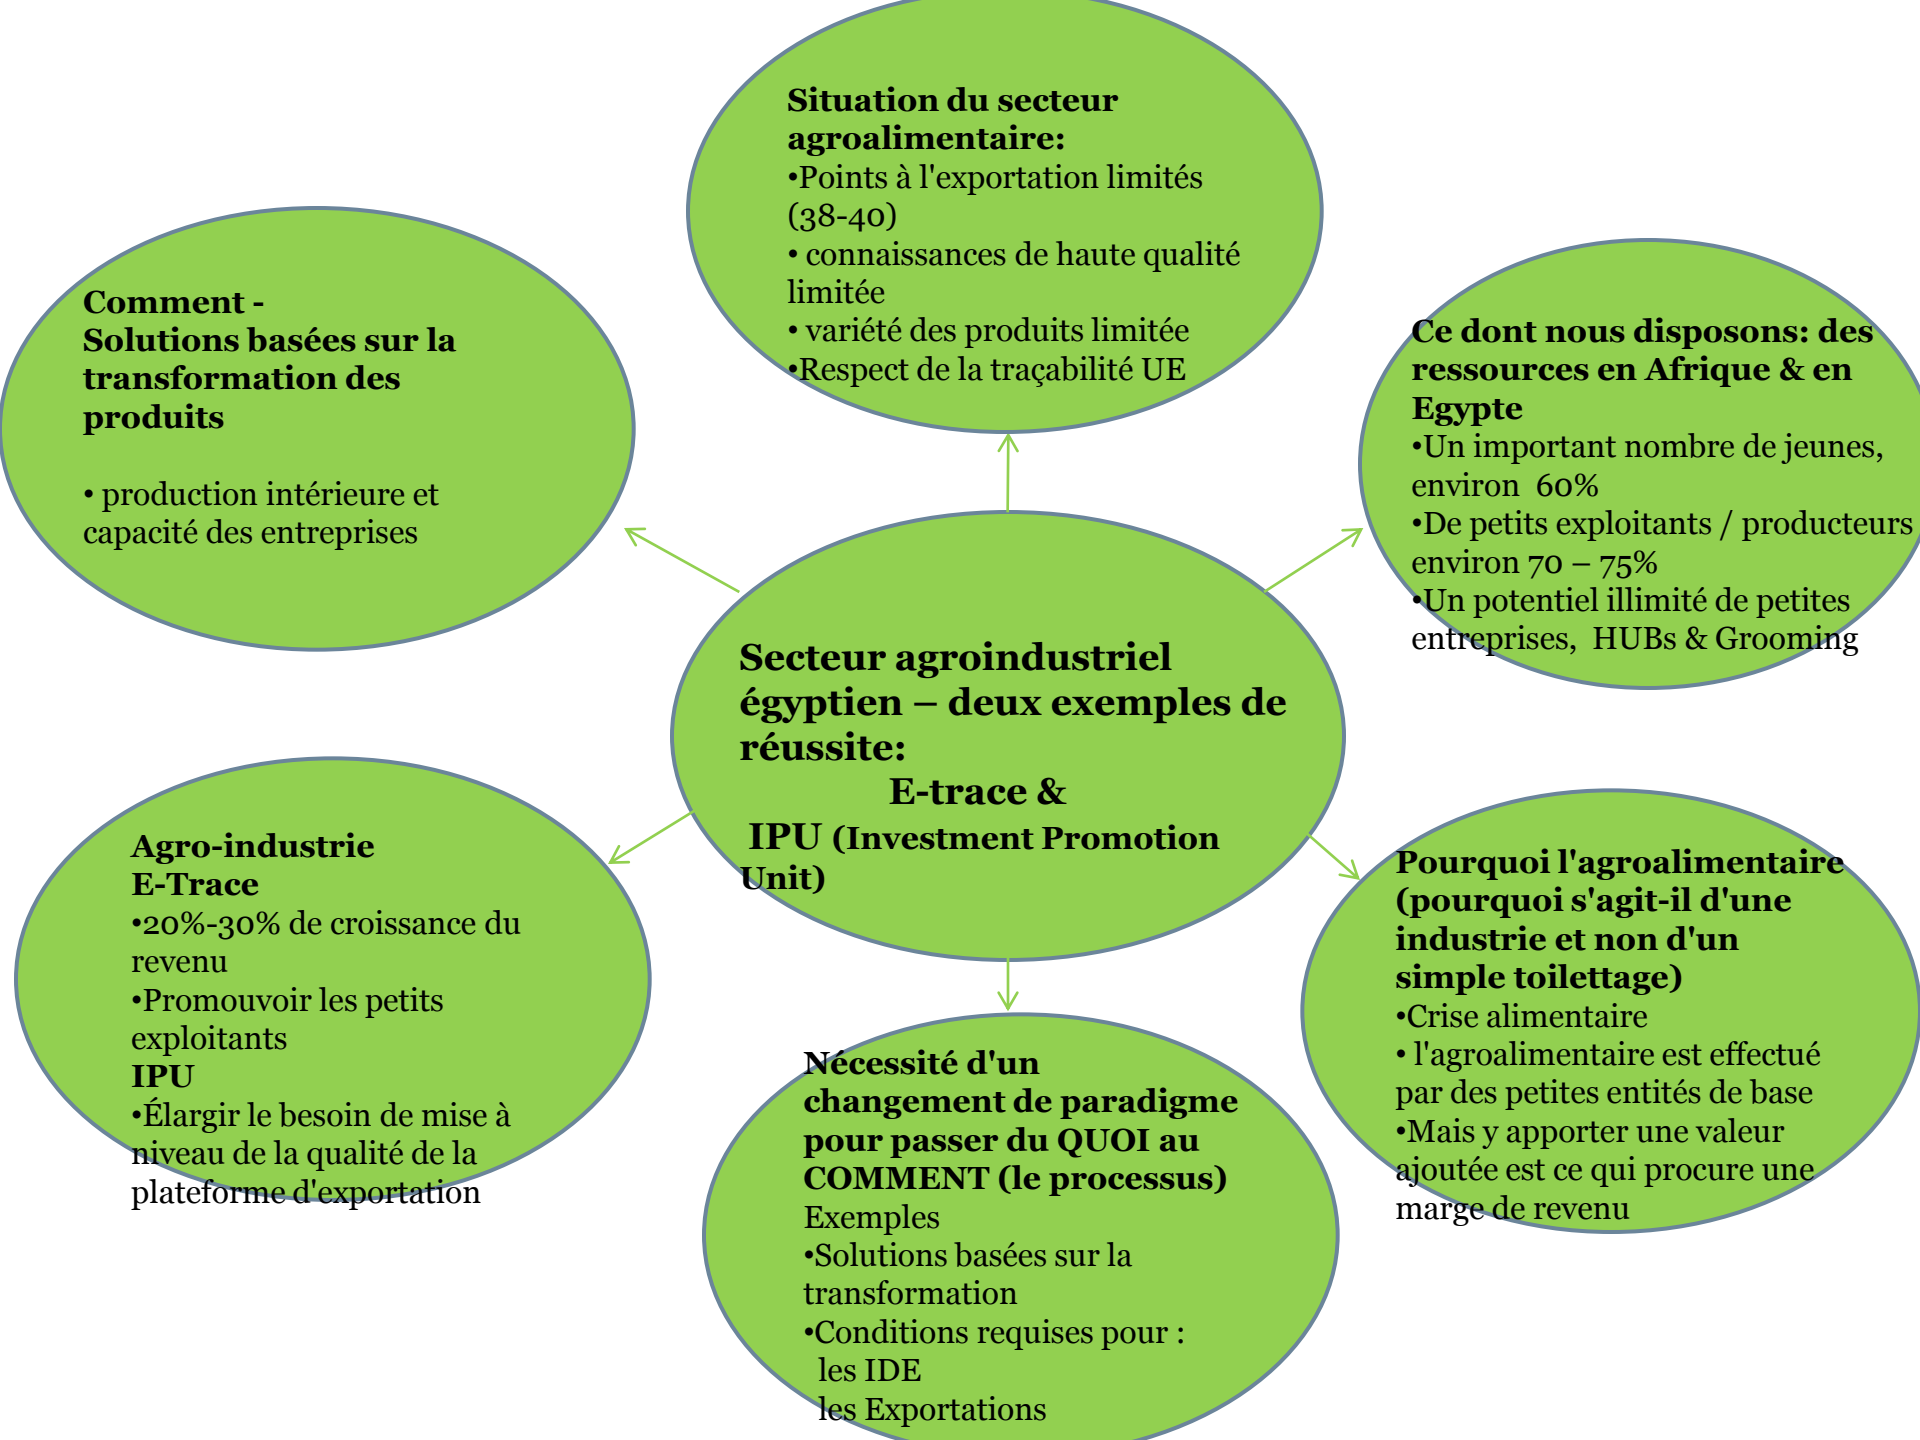 Situation du secteur
agroalimentaire:
•Points à l'exportation limités
(38-40)
• connaissances de haute qualité
limitée
• variété des produits limitée
•Respect de la traçabilité UE
Comment -
Solutions basées sur la
transformation des
produits
• production intérieure et
capacité des entreprises
Ce dont nous disposons: des
ressources en Afrique & en
Egypte
•Un important nombre de jeunes,
environ  60%
•De petits exploitants / producteurs
environ 70 – 75%
•Un potentiel illimité de petites
entreprises,  HUBs & Grooming
Secteur agroindustriel
égyptien – deux exemples de
réussite:
E-trace &
IPU (Investment Promotion
Unit)
Agro-industrie
E-Trace
•20%-30% de croissance du
revenu
•Promouvoir les petits
exploitants
IPU
•Élargir le besoin de mise à
niveau de la qualité de la
plateforme d'exportation
Pourquoi l'agroalimentaire
(pourquoi s'agit-il d'une
industrie et non d'un
simple toilettage)
•Crise alimentaire
• l'agroalimentaire est effectué
par des petites entités de base
•Mais y apporter une valeur
ajoutée est ce qui procure une
marge de revenu
Nécessité d'un
changement de paradigme
pour passer du QUOI au
COMMENT (le processus)
Exemples
•Solutions basées sur la
transformation
•Conditions requises pour :
les IDE
les Exportations